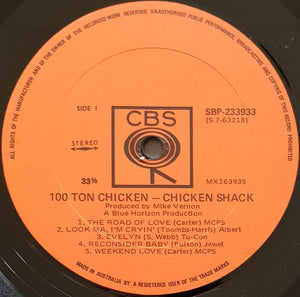 ALL RIGHTS OF THE MANUFACTURER AND OF THE OWNER OF THE RECORDED WORK RESERVED. UNAUTHORISED PUBLIC PERFORMANCE, BROADCASTING AND COPYING OF THIS RECORD PROHIBITED
CBS
SIDE I
SBP-233933
(S 7-63218)
STEREO
33⅓
MX163935
100 TON CHICKEN — CHICKEN SHACK
Produced by Mike Vernon
A Blue Horizon Production
1. THE ROAD OF LOVE (Carter) MCPS
2. LOOK MA, I'M CRYIN' (Toombs-Harris) Albert
3. EVELYN (S. Webb) Tu-Con
4. RECONSIDER BABY (Fulson) Jewel
5. WEEKEND LOVE (Carter) MCPS
MADE IN AUSTRALIA BY A REGISTERED USER OF THE TRADE MARKS